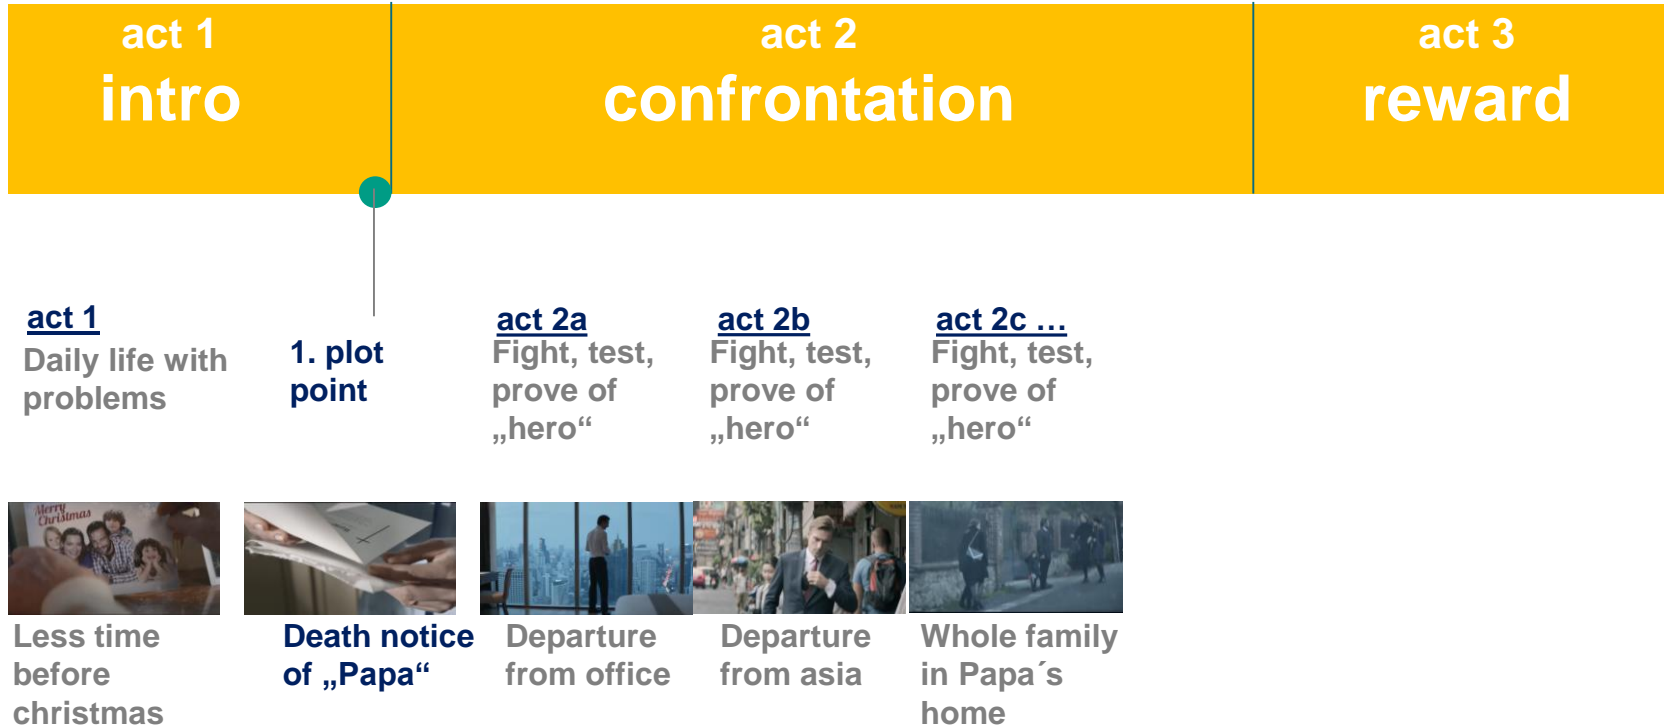 act 1
intro
act 2
confrontation
act 3
reward
act 1
Daily life with
problems
1. plot
point
act 2a
Fight, test,
prove of
„hero“
act 2b
Fight, test,
prove of
„hero“
act 2c …
Fight, test,
prove of
„hero“
Merry
Christmas
Less time
before
christmas
Death notice
of „Papa“
Departure
from office
Departure
from asia
Whole family
in Papa´s
home